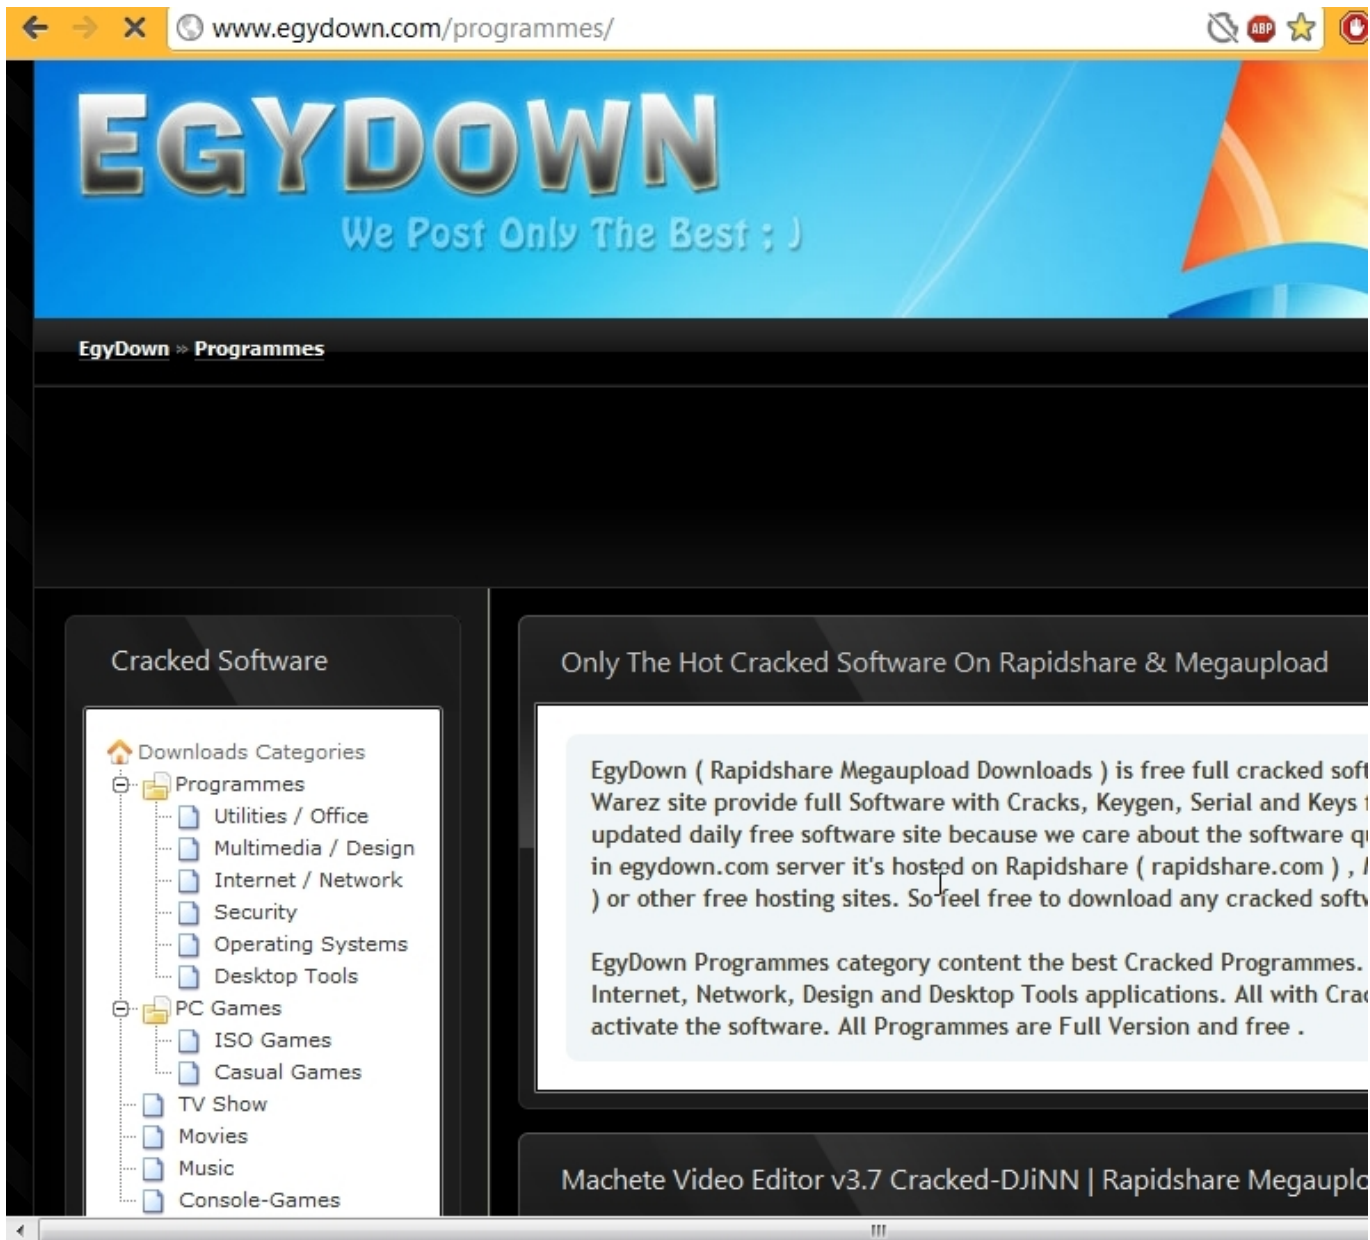 www.egydown.com/programmes/
ABP
EGYDOWN
We Post Only The Best ; )
EgyDown » Programmes
Cracked Software
Downloads Categories
Programmes
Utilities / Office
Multimedia / Design
Internet / Network
Security
Operating Systems
Desktop Tools
PC Games
ISO Games
Casual Games
TV Show
Movies
Music
Console-Games
Only The Hot Cracked Software On Rapidshare & Megaupload
EgyDown ( Rapidshare Megaupload Downloads ) is free full cracked
Warez site provide full Software with Cracks, Keygen, Serial and Keys
updated daily free software site because we care about the software
in egydown.com server it's hosted on Rapidshare ( rapidshare.com ) ,
) or other free hosting sites. So feel free to download any cracked
EgyDown Programmes category content the best Cracked Programmes.
Internet, Network, Design and Desktop Tools applications. All with
activate the software. All Programmes are Full Version and free .
Machete Video Editor v3.7 Cracked-DJiNN | Rapidshare